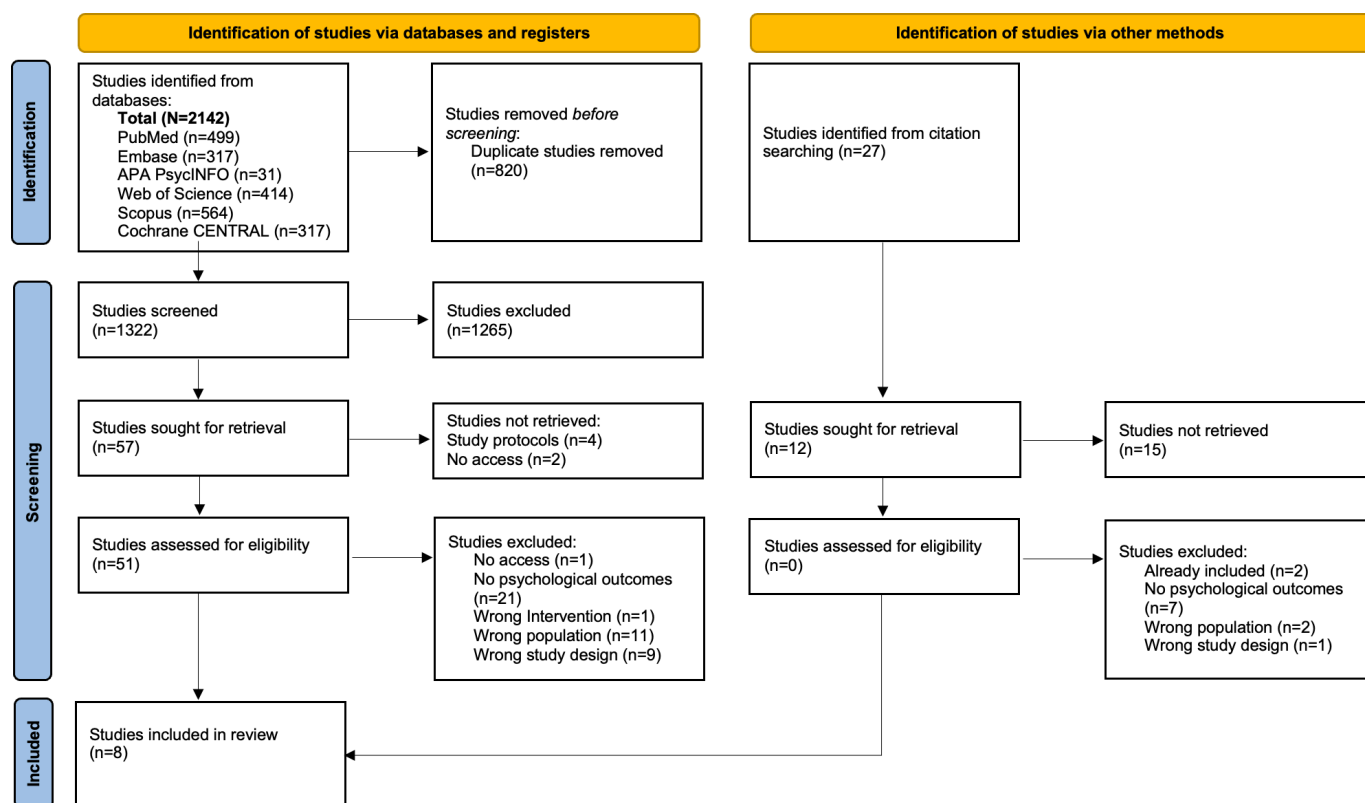 Identification of studies via databases and registers
Identification of studies via other methods
Identification
Studies identified from
databases:
Total (N=2142)
PubMed (n=499)
Embase (n=317)
APA PsycINFO (n=31)
Web of Science (n=414)
Scopus (n=564)
Cochrane CENTRAL (n=317)
Studies removed before
screening:
Duplicate studies removed
(n=820)
Studies identified from citation
searching (n=27)
Screening
Studies screened
(n=1322)
Studies excluded
(n=1265)
Studies sought for retrieval
(n=57)
Studies not retrieved:
Study protocols (n=4)
No access (n=2)
Studies sought for retrieval
(n=12)
Studies not retrieved
(n=15)
Studies assessed for eligibility
(n=51)
Studies excluded:
No access (n=1)
No psychological outcomes
(n=21)
Wrong Intervention (n=1)
Wrong population (n=11)
Wrong study design (n=9)
Studies assessed for eligibility
(n=0)
Studies excluded:
Already included (n=2)
No psychological outcomes
(n=7)
Wrong population (n=2)
Wrong study design (n=1)
Included
Studies included in review
(n=8)